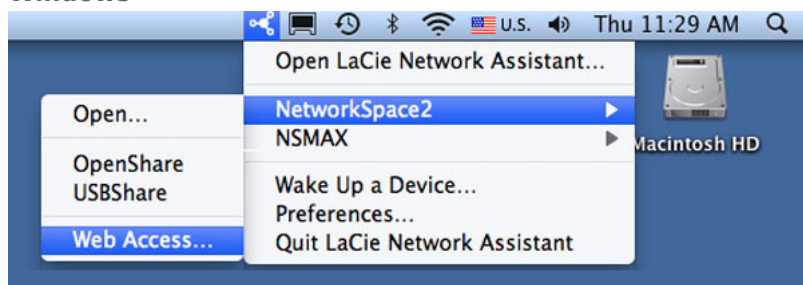 Windows
U.S. Thu 11:29 AM
Open LaCie Network Assistant...
NetworkSpace2
NSMAX
Wake Up a Device...
Preferences...
Quit LaCie Network Assistant
Open...
OpenShare
USBShare
Web Access...
Macintosh HD